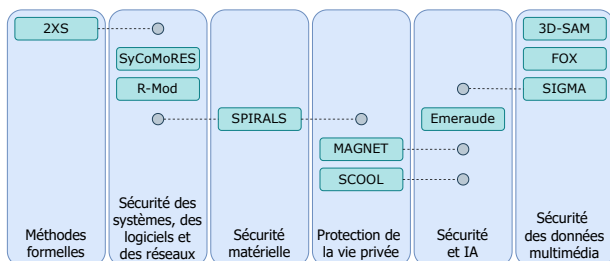 2XS
3D-SAM
SyCoMoRES
FOX
R-Mod
SIGMA
SPIRALS
Emeraude
MAGNET
SCOOL
Méthodes
formelles
Sécurité des
systèmes, des
logiciels et
des réseaux
Sécurité
matérielle
Protection de
la vie privée
Sécurité
et IA
Sécurité
des données
multimédia